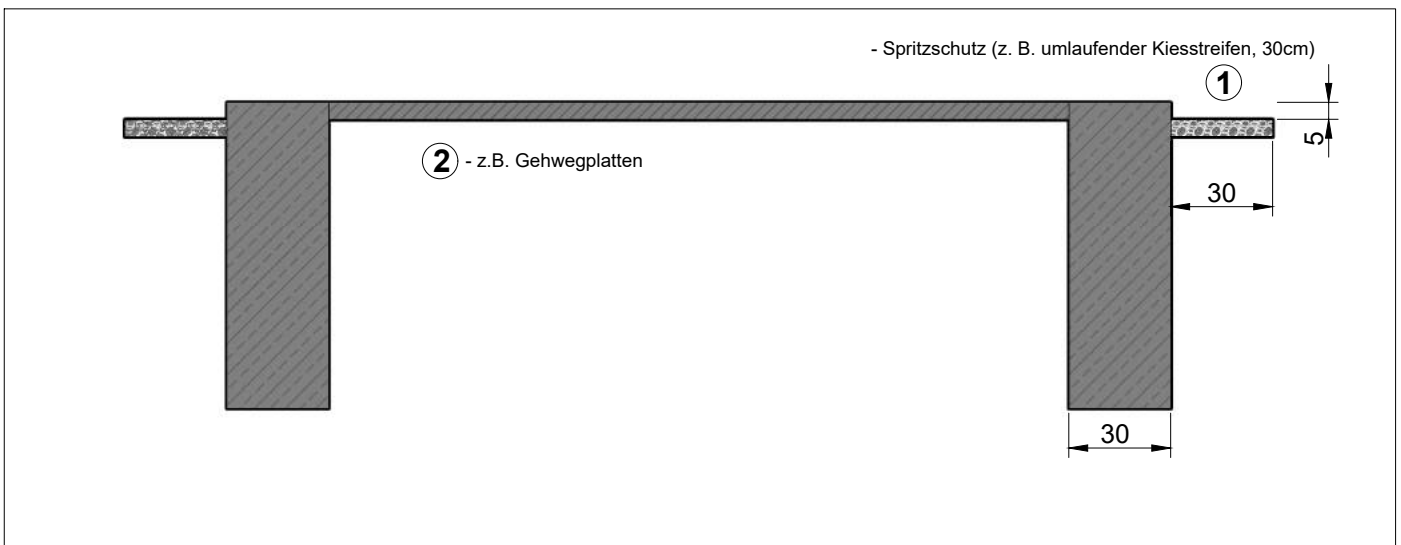 - Spritzschutz (z. B. umlaufender Kiesstreifen, 30cm)
1
5
2 - z.B. Gehwegplatten
30
30